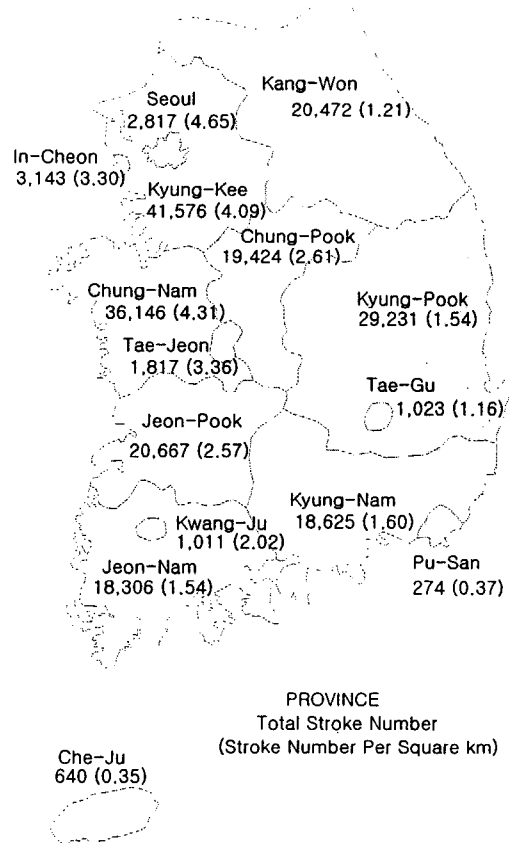 Kang-Won
20,472 (1.21)
Seoul
2,817 (4.65)
In-Cheon
3,143 (3.30)
Kyung-Kee
41,576 (4.09)
Chung-Pook
19,424 (2.61)
Chung-Nam
36,146 (4.31)
Kyung-Pook
29,231 (1.54)
Tae-Jeon
1,817 (3.36)
Tae-Gu
1,023 (1.16)
Jeon-Pook
20,667 (2.57)
Kyung-Nam
18,625 (1.60)
Kwang-Ju
1,011 (2.02)
Pu-San
274 (0.37)
Jeon-Nam
18,306 (1.54)
PROVINCE
Total Stroke Number
(Stroke Number Per Square km)
Che-Ju
640 (0.35)